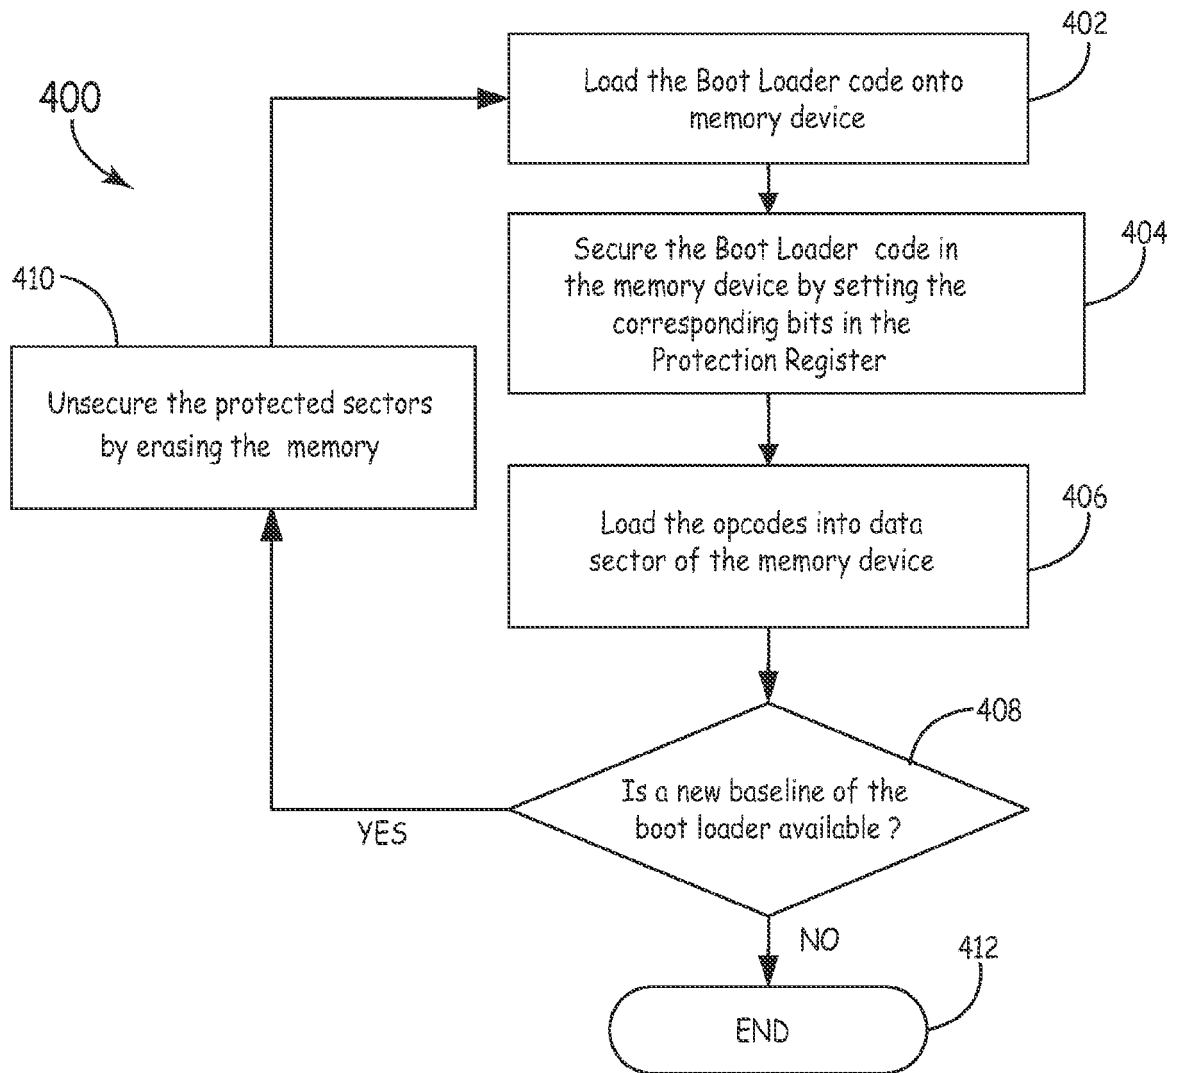 402
Load the Boot Loader code onto
memory device
400
404
Secure the Boot Loader code in
the memory device by setting the
corresponding bits in the
Protection Register
410
Unsecure the protected sectors
by erasing the memory
406
Load the opcodes into data
sector of the memory device
408
Is a new baseline of the
boot loader available ?
YES
NO
412
END